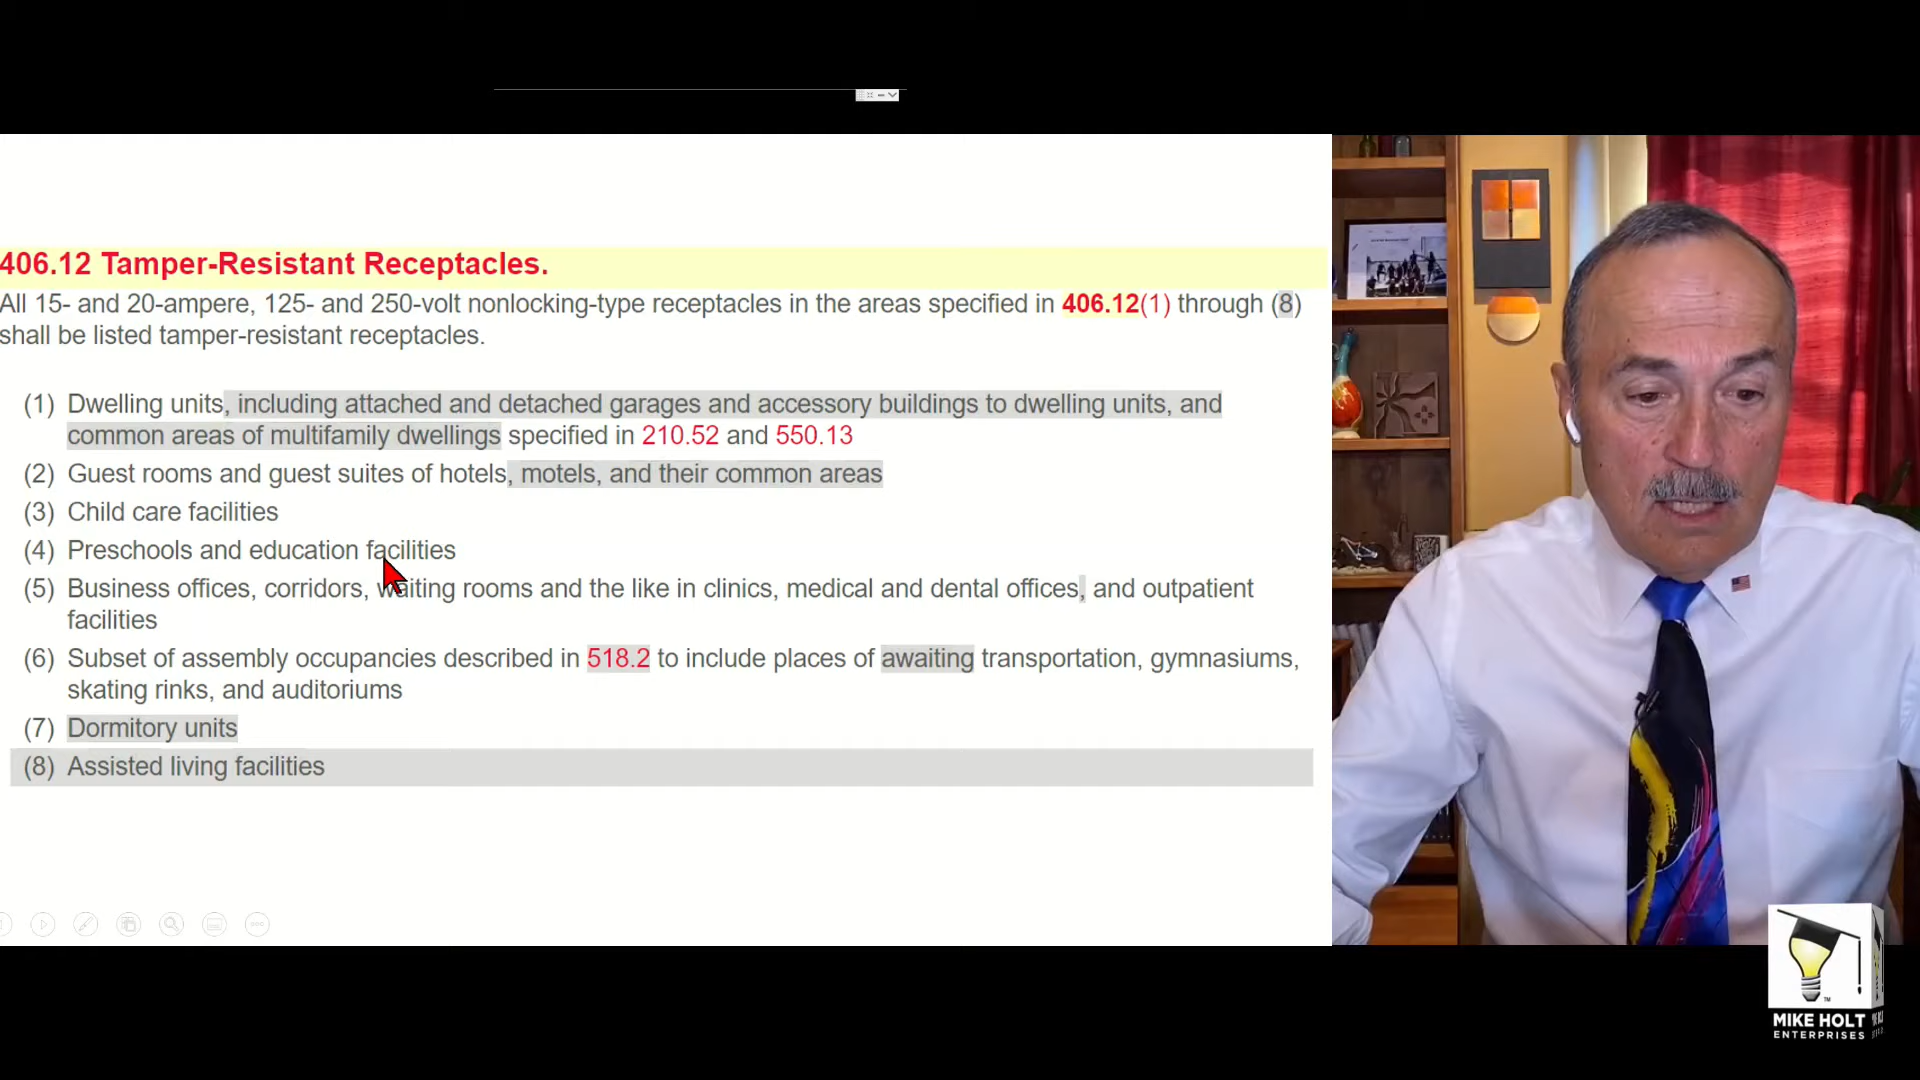 406.12 Tamper-Resistant Receptacles.
All 15- and 20-ampere, 125- and 250-volt nonlocking-type receptacles in the areas specified in 406.12(1) through (8)
shall be listed tamper-resistant receptacles.
(1) Dwelling units, including attached and detached garages and accessory buildings to dwelling units, and
common areas of multifamily dwellings specified in 210.52 and 550.13
(2) Guest rooms and guest suites of hotels, motels, and their common areas
(3) Child care facilities
(4) Preschools and education facilities
(5) Business offices, corridors, waiting rooms and the like in clinics, medical and dental offices, and outpatient
facilities
(6) Subset of assembly occupancies described in 518.2 to include places of awaiting transportation, gymnasiums,
skating rinks, and auditoriums
(7) Dormitory units
(8) Assisted living facilities
TM
MIKE HOLT
ENTERPRISES